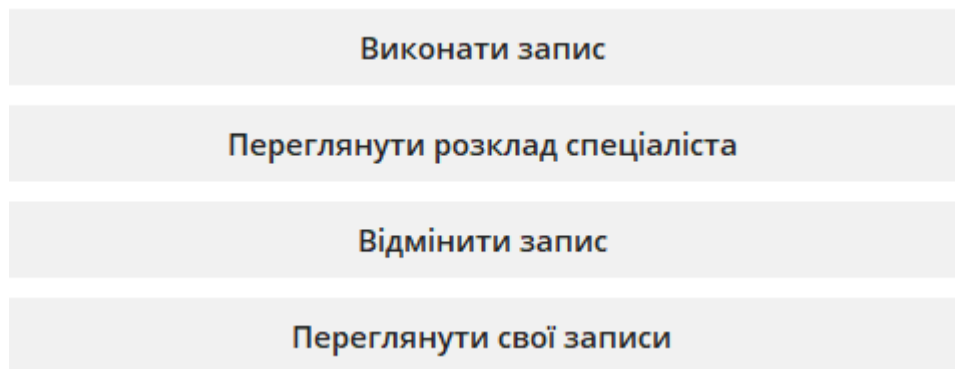 Виконати запис
Переглянути розклад спеціаліста
Відмінити запис
Переглянути свої записи